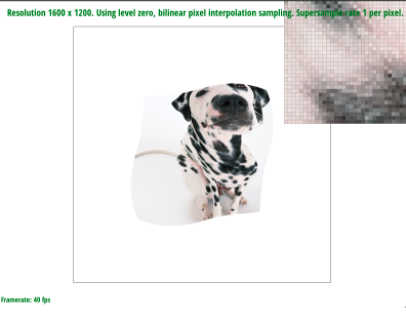 Resolution 1600 x 1200. Using level zero, bilinear pixel interpolation sampling. Supersample rate 1 per pixel.
Framerate: 40 fps